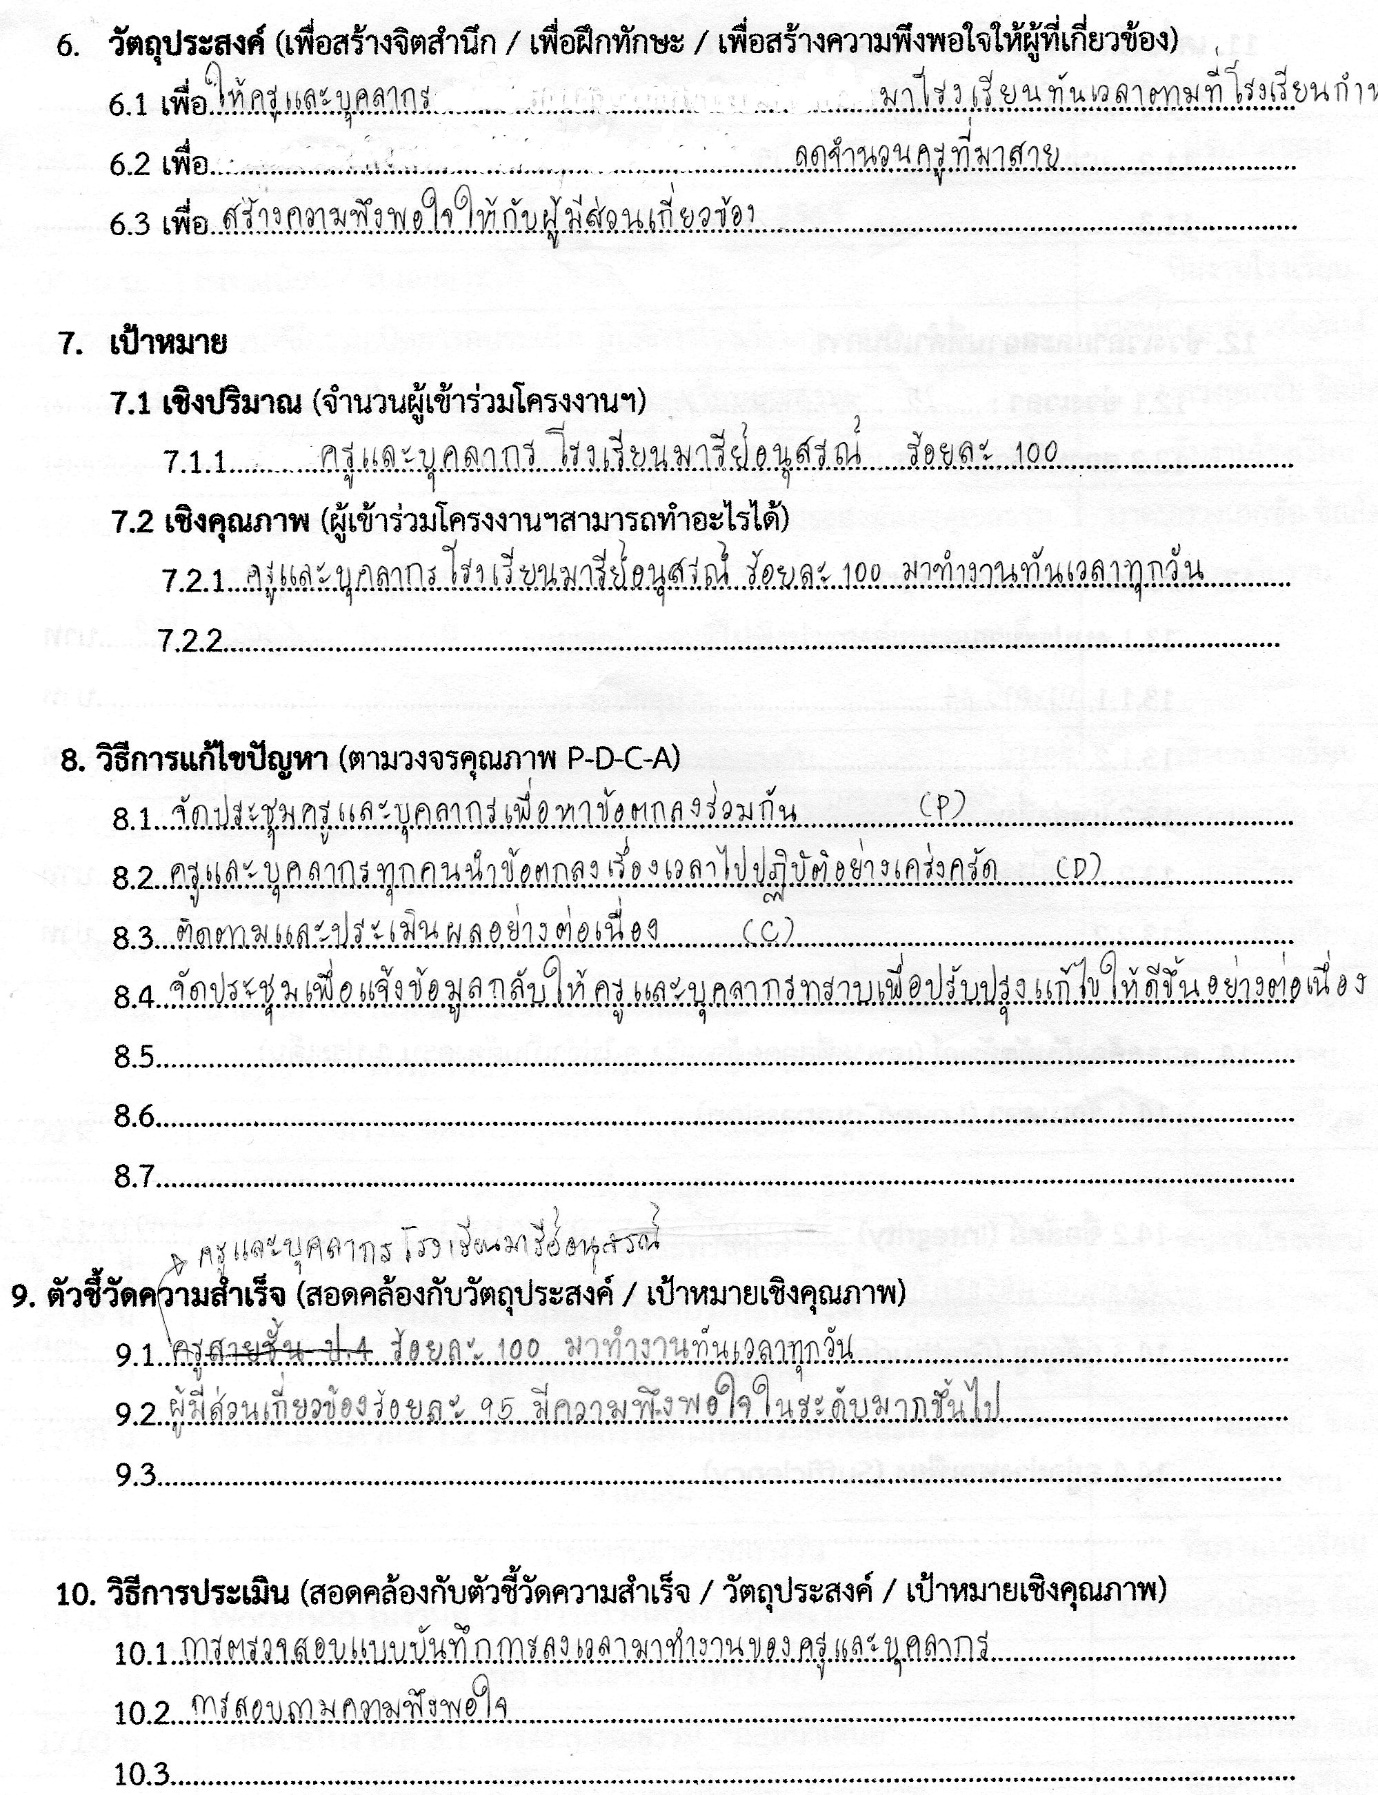 6. วัตถุประสงค์ (เพื่อสร้างจิตสำนึก / เพื่อฝึกทักษะ / เพื่อสร้างความพึงพอใจให้ผู้ที่เกี่ยวข้อง)
6.1 เพื่อ ให้ครูและบุคลากร มาโรงเรียนทันเวลาตามที่โรงเรียนกำห
6.2 เพื่อ ลดจำนวนครูที่มาสาย
6.3 เพื่อ สร้างความพึงพอใจให้กับผู้มีส่วนเกี่ยวข้อง
7. เป้าหมาย
7.1 เชิงปริมาณ (จำนวนผู้เข้าร่วมโครงงานฯ)
7.1.1 ครูและบุคลากร โรงเรียนมารีย์อนุสรณ์ ร้อยละ 100
7.2 เชิงคุณภาพ (ผู้เข้าร่วมโครงงานฯสามารถทำอะไรได้)
7.2.1 ครูและบุคลากรโรงเรียนมารีย์อนุสรณ์ ร้อยละ 100 มาทำงานทันเวลาทุกวัน
7.2.2
8. วิธีการแก้ไขปัญหา (ตามวงจรคุณภาพ P-D-C-A)
8.1 จัดประชุมครูและบุคลากรเพื่อหาข้อตกลงร่วมกัน (P)
8.2 ครูและบุคลากรทุกคนนำข้อตกลงเรื่องเวลาไปปฏิบัติอย่างเคร่งครัด (D)
8.3 ติดตามและประเมินผลอย่างต่อเนื่อง (C)
8.4 จัดประชุมเพื่อแจ้งข้อมูลกลับให้ครูและบุคลากรทราบเพื่อปรับปรุงแก้ไขให้ดีขึ้นอย่างต่อเนื่อง
8.5
8.6
8.7
ครูและบุคลากรโรงเรียนมารีย์อนุสรณ์
9. ตัวชี้วัดความสำเร็จ (สอดคล้องกับวัตถุประสงค์ / เป้าหมายเชิงคุณภาพ)
9.1 ครูสายชั้น ป.4 ร้อยละ 100 มาทำงานทันเวลาทุกวัน
9.2 ผู้มีส่วนเกี่ยวข้องร้อยละ 95 มีความพึงพอใจในระดับมากขึ้นไป
9.3
10. วิธีการประเมิน (สอดคล้องกับตัวชี้วัดความสำเร็จ / วัตถุประสงค์ / เป้าหมายเชิงคุณภาพ)
10.1 การตรวจสอบแบบบันทึกการลงเวลามาทำงานของครูและบุคลากร
10.2 การสอบถามความพึงพอใจ
10.3